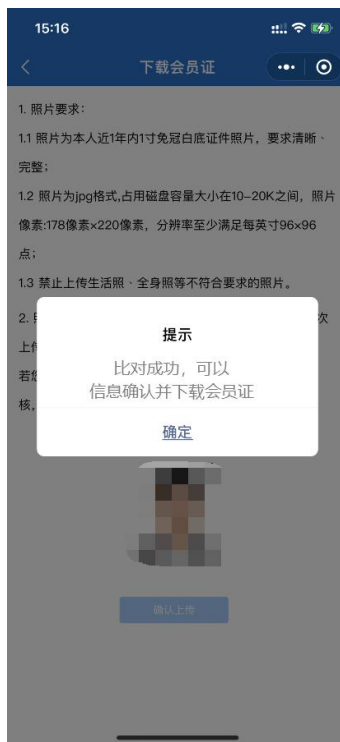 15:16
下载会员证
1. 照片要求：
1.1 照片为本人近1年内1寸免冠白底证件照片，要求清晰、
完整；
1.2 照片为jpg格式,占用磁盘容量大小在10-20K之间，照片
像素:178像素×220像素，分辨率至少满足每英寸96×96
点；
1.3 禁止上传生活照、全身照等不符合要求的照片。
2.
次
上
提示
若
比对成功，可以
核，
信息确认并下载会员证
确定
确认上传